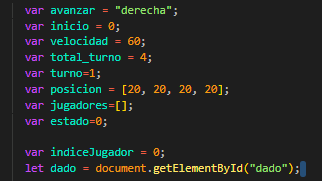 var avanzar = "derecha";
var inicio = 0;
var velocidad = 60;
var total_turno = 4;
var turno=1;
var posicion = [20, 20, 20, 20];
var jugadores=[];
var estado=0;
var indiceJugador = 0;
let dado = document.getElementById("dado");